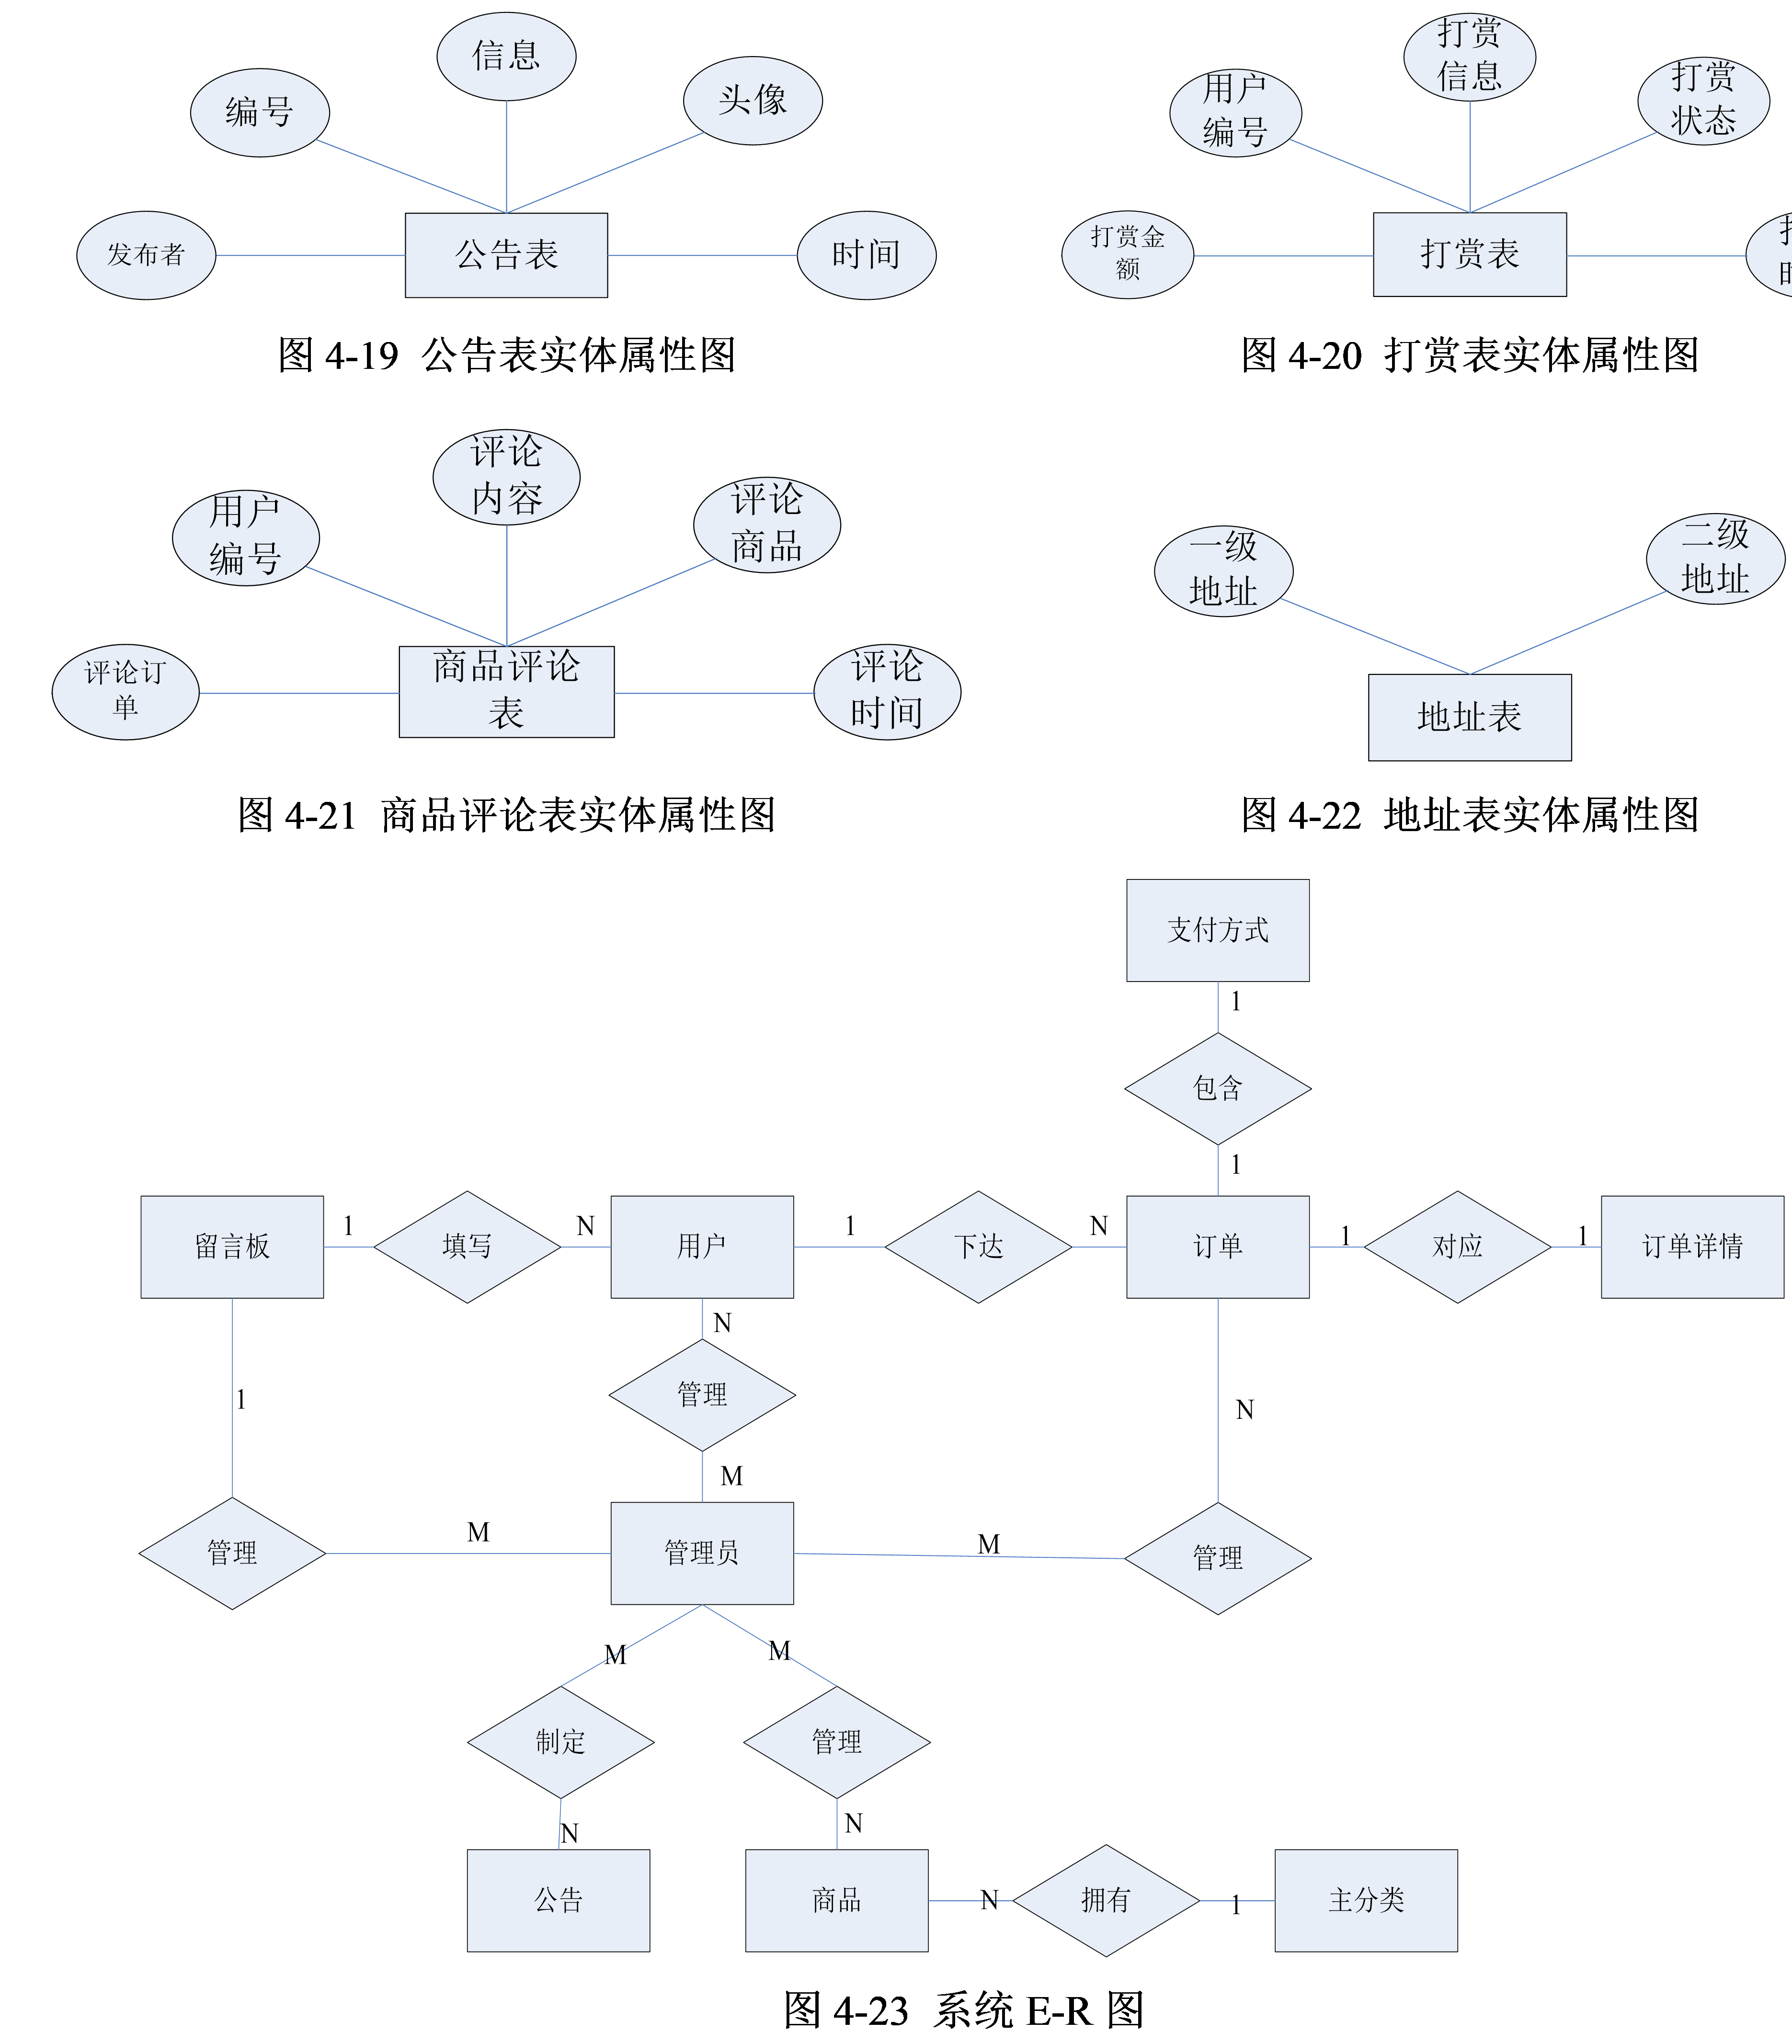 信息
编号
头像
发布者
公告表
时间
图 4-19 公告表实体属性图
打赏
信息
用户
编号
打赏
状态
打赏金
额
打赏表
图 4-20 打赏表实体属性图
评论
内容
用户
编号
评论
商品
评论订
单
商品评论
表
评论
时间
图 4-21 商品评论表实体属性图
一级
地址
二级
地址
地址表
图 4-22 地址表实体属性图
支付方式
1
包含
1
留言板
1
填写
N
用户
1
下达
N
订单
1
对应
1
订单详情
N
管理
M
1
N
管理
M
管理员
M
管理
M
M
制定
管理
N
N
公告
商品
N
拥有
1
主分类
图 4-23 系统 E-R 图